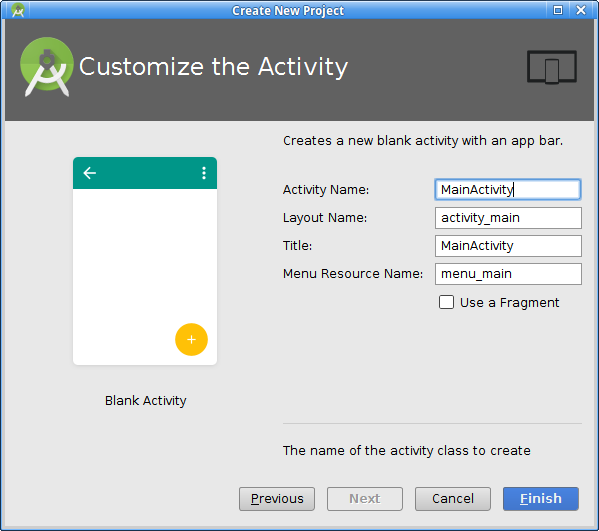 Create New Project
Customize the Activity
Creates a new blank activity with an app bar.
Activity Name: MainActivity
Layout Name: activity_main
Title: MainActivity
Menu Resource Name: menu_main
Use a Fragment
Blank Activity
The name of the activity class to create
Previous Next Cancel Finish